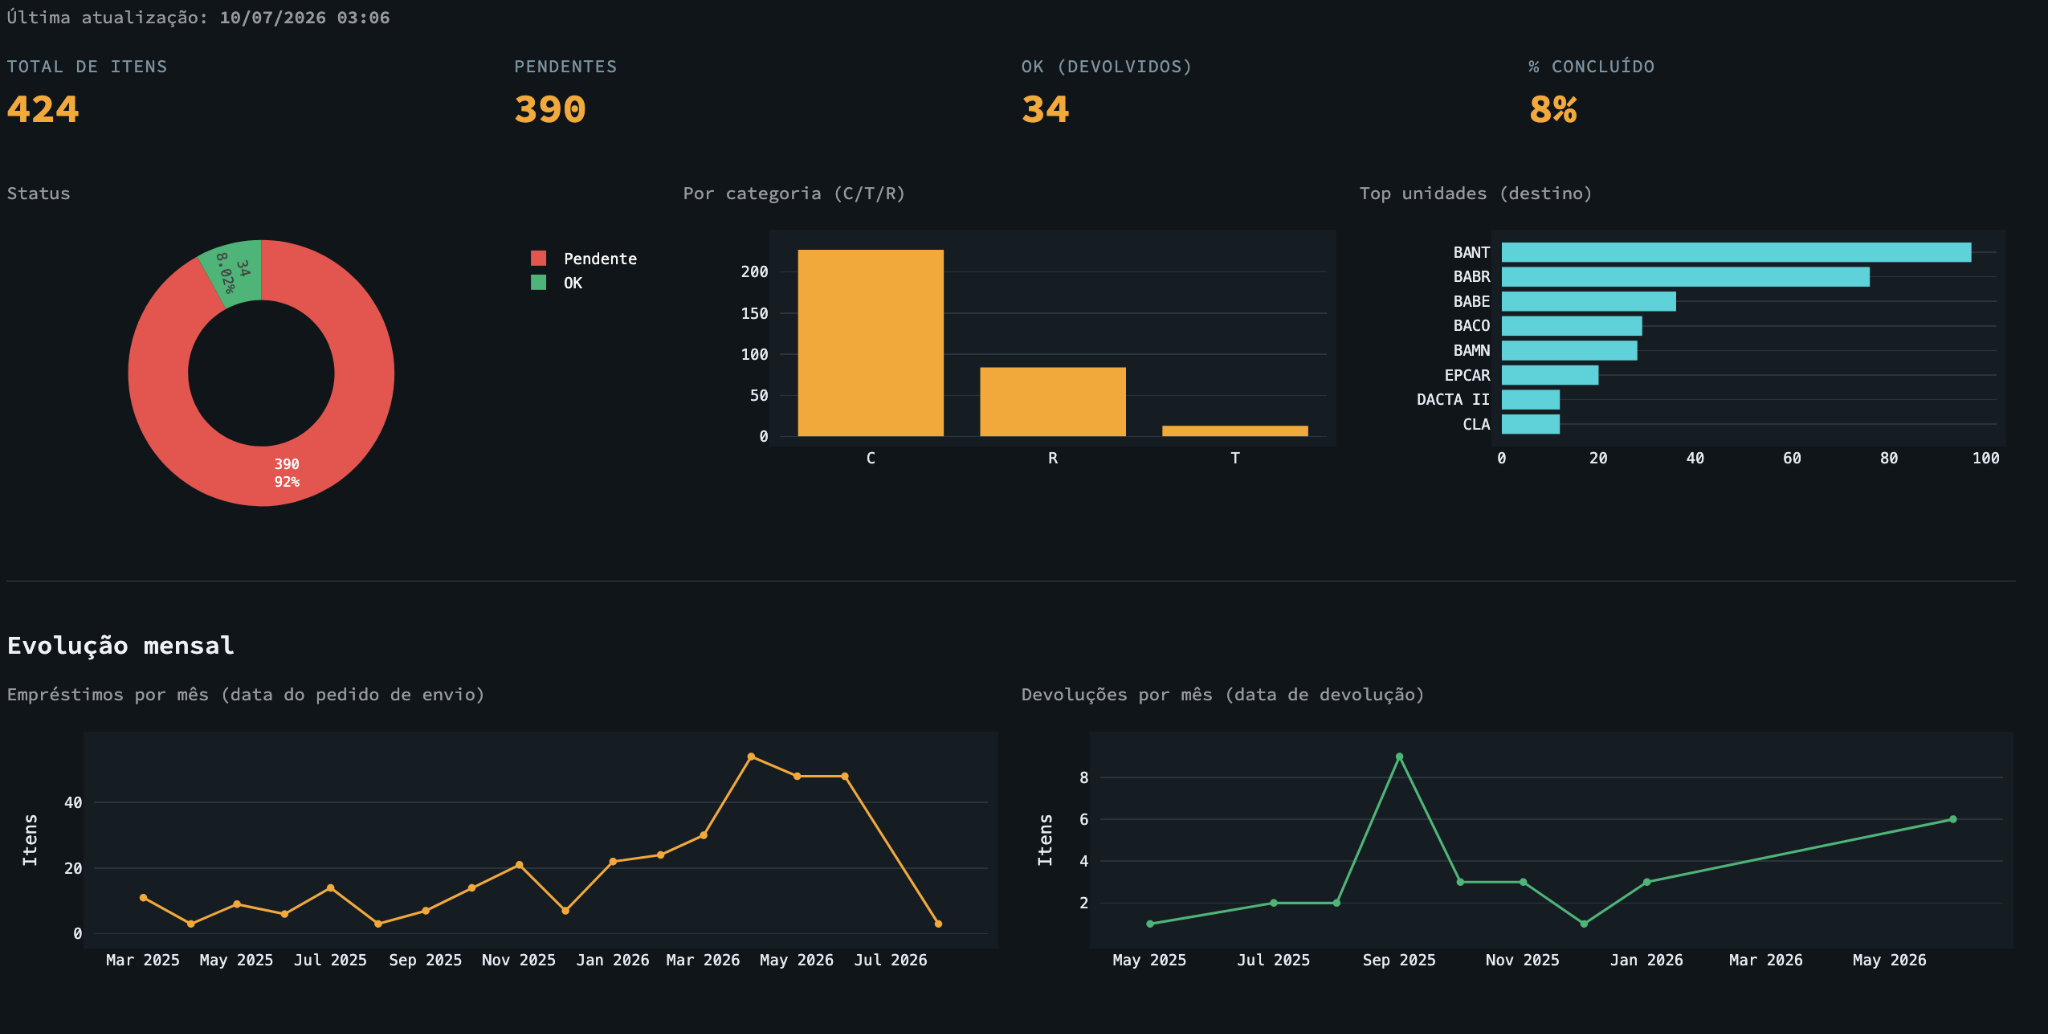 Última atualização: 10/07/2026 03:06
TOTAL DE ITENS
424
PENDENTES
390
OK (DEVOLVIDOS)
34
% CONCLUÍDO
8%
Status
34
8.02%
390
92%
Pendente
OK
Por categoria (C/T/R)
200
150
100
50
0
C R T
Top unidades (destino)
BANT
BABR
BABE
BACO
BAMN
EPCAR
DACTA II
CLA
0 20 40 60 80 100
Evolução mensal
Empréstimos por mês (data do pedido de envio)
Itens
40
20
0
Mar 2025 May 2025 Jul 2025 Sep 2025 Nov 2025 Jan 2026 Mar 2026 May 2026 Jul 2026
Devoluções por mês (data de devolução)
Itens
8
6
4
2
May 2025 Jul 2025 Sep 2025 Nov 2025 Jan 2026 Mar 2026 May 2026